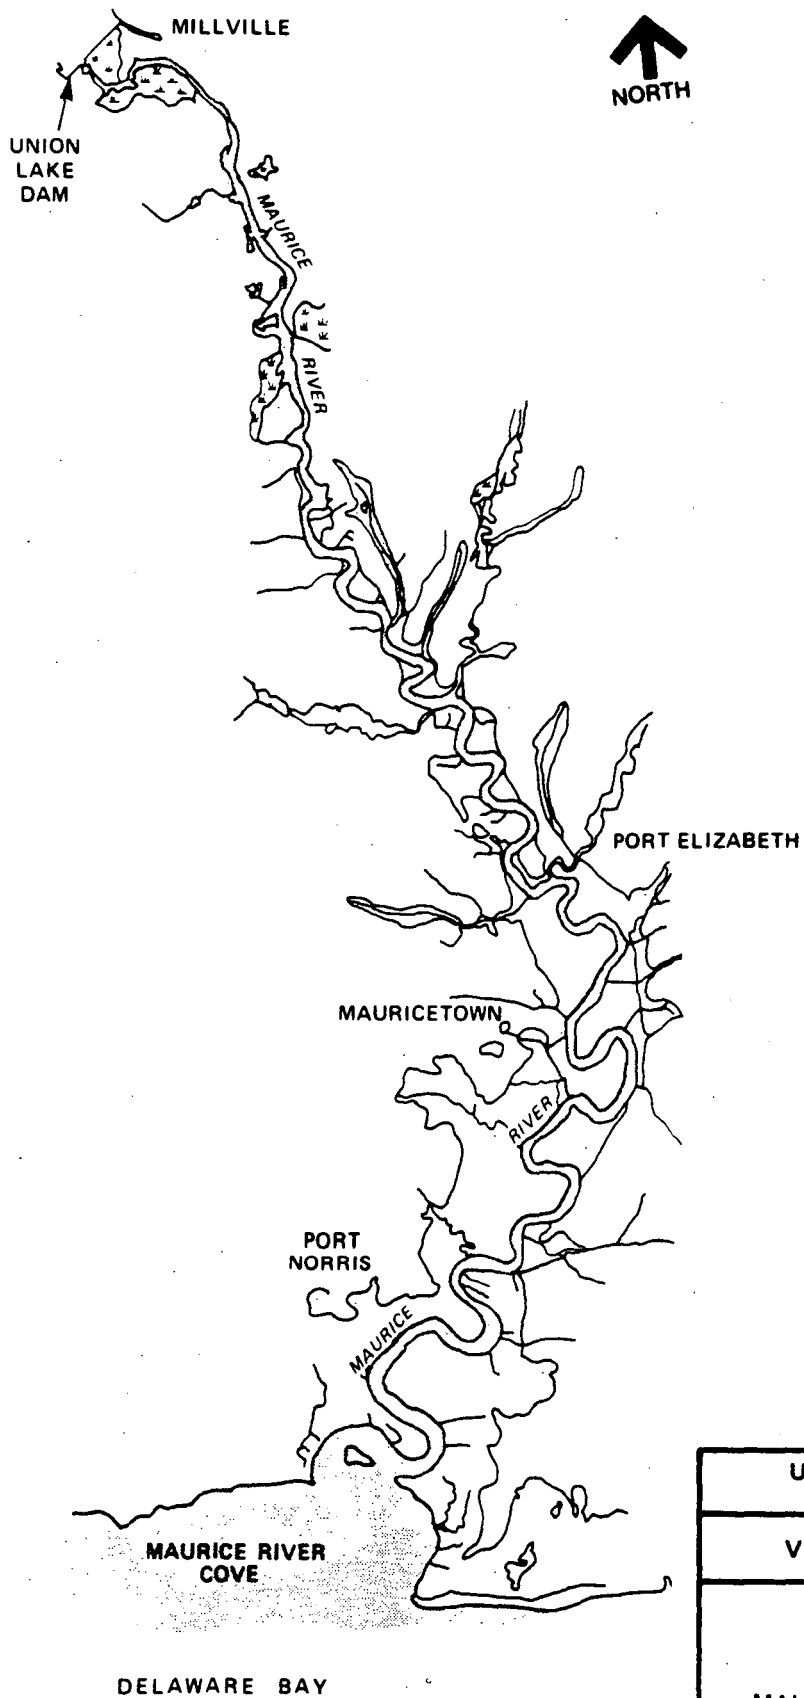 MILLVILLE
NORTH
UNION
LAKE
DAM
MAURICE
RIVER
PORT ELIZABETH
MAURICETOWN
RIVER
PORT
NORRIS
MAURICE
MAURICE RIVER
COVE
DELAWARE BAY
U
V